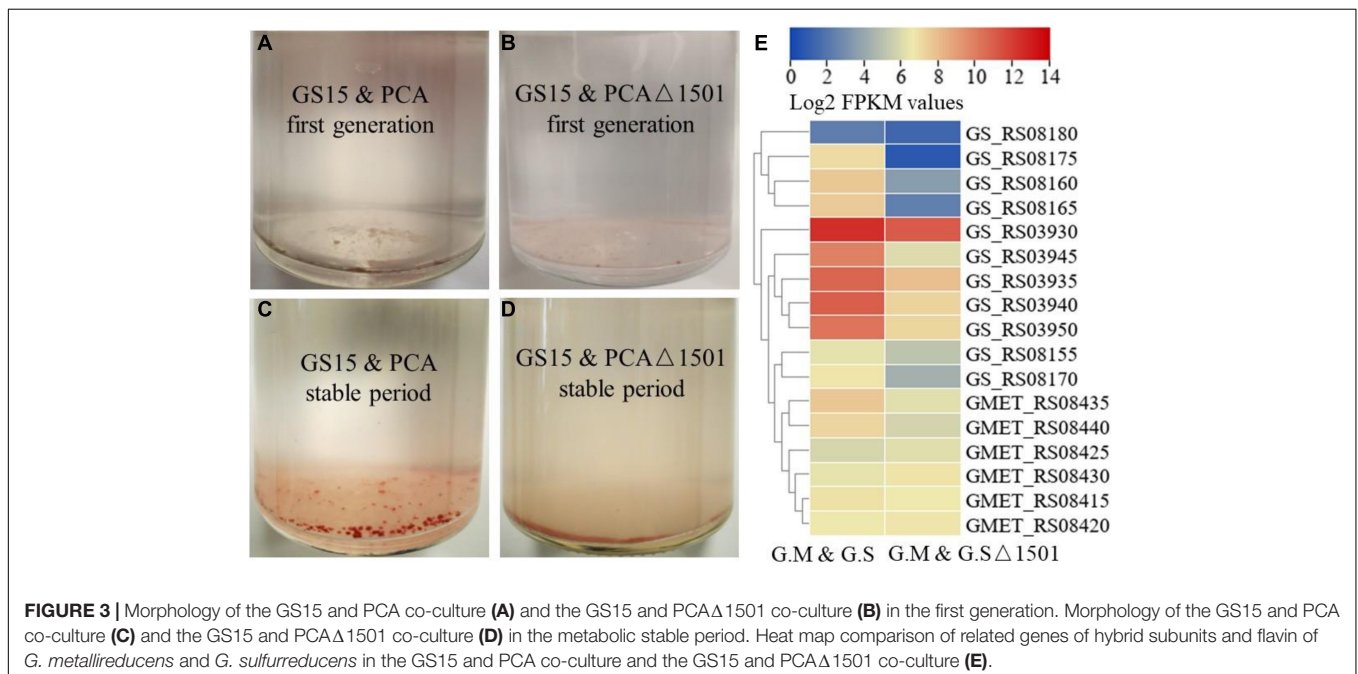 A
GS15 & PCA
first generation
B
GS15 & PCA△1501
first generation
C
GS15 & PCA
stable period
D
GS15 & PCA△1501
stable period
E
0 2 4 6 8 10 12 14
Log2 FPKM values
GS_RS08180
GS_RS08175
GS_RS08160
GS_RS08165
GS_RS03930
GS_RS03945
GS_RS03935
GS_RS03940
GS_RS03950
GS_RS08155
GS_RS08170
GMET_RS08435
GMET_RS08440
GMET_RS08425
GMET_RS08430
GMET_RS08415
GMET_RS08420
G.M & G.S G.M & G.S△1501
FIGURE 3 | Morphology of the GS15 and PCA co-culture (A) and the GS15 and PCAΔ1501 co-culture (B) in the first generation. Morphology of the GS15 and PCA
co-culture (C) and the GS15 and PCAΔ1501 co-culture (D) in the metabolic stable period. Heat map comparison of related genes of hybrid subunits and flavin of
G. metallireducens and G. sulfurreducens in the GS15 and PCA co-culture and the GS15 and PCAΔ1501 co-culture (E).